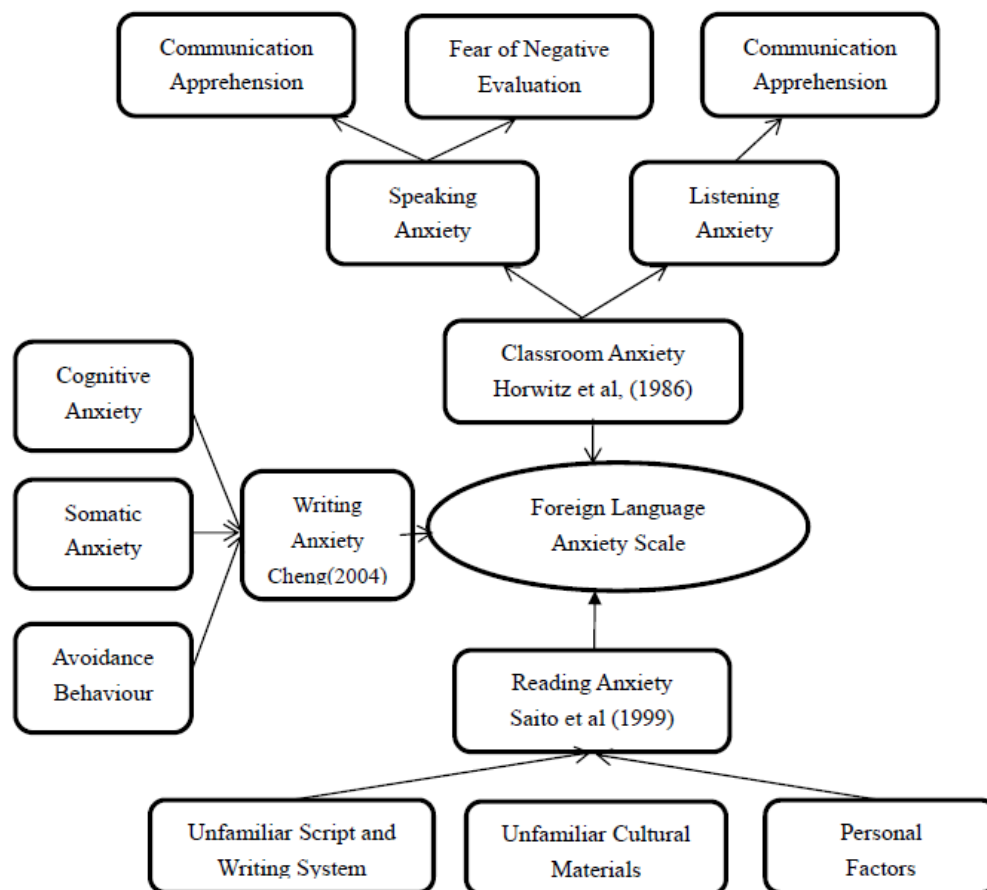 Communication
Apprehension
Fear of Negative
Evaluation
Communication
Apprehension
Speaking
Anxiety
Listening
Anxiety
Classroom Anxiety
Horwitz et al, (1986)
Cognitive
Anxiety
Somatic
Anxiety
Avoidance
Behaviour
Writing
Anxiety
Cheng(2004)
Foreign Language
Anxiety Scale
Reading Anxiety
Saito et al (1999)
Unfamiliar Script and
Writing System
Unfamiliar Cultural
Materials
Personal
Factors